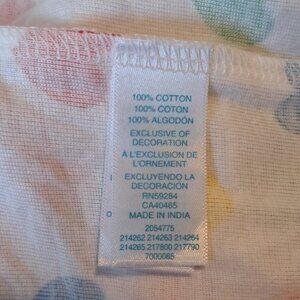 100% COTTON
100% COTON
100% ALGODÓN
EXCLUSIVE OF
DECORATION
À L'EXCLUSION DE
L'ORNEMENT
EXCLUYENDO LA
DECORACIÓN
RN59284
CA40465
MADE IN INDIA
2054775
214262 214263 214264
214265 217800 217790
7000085